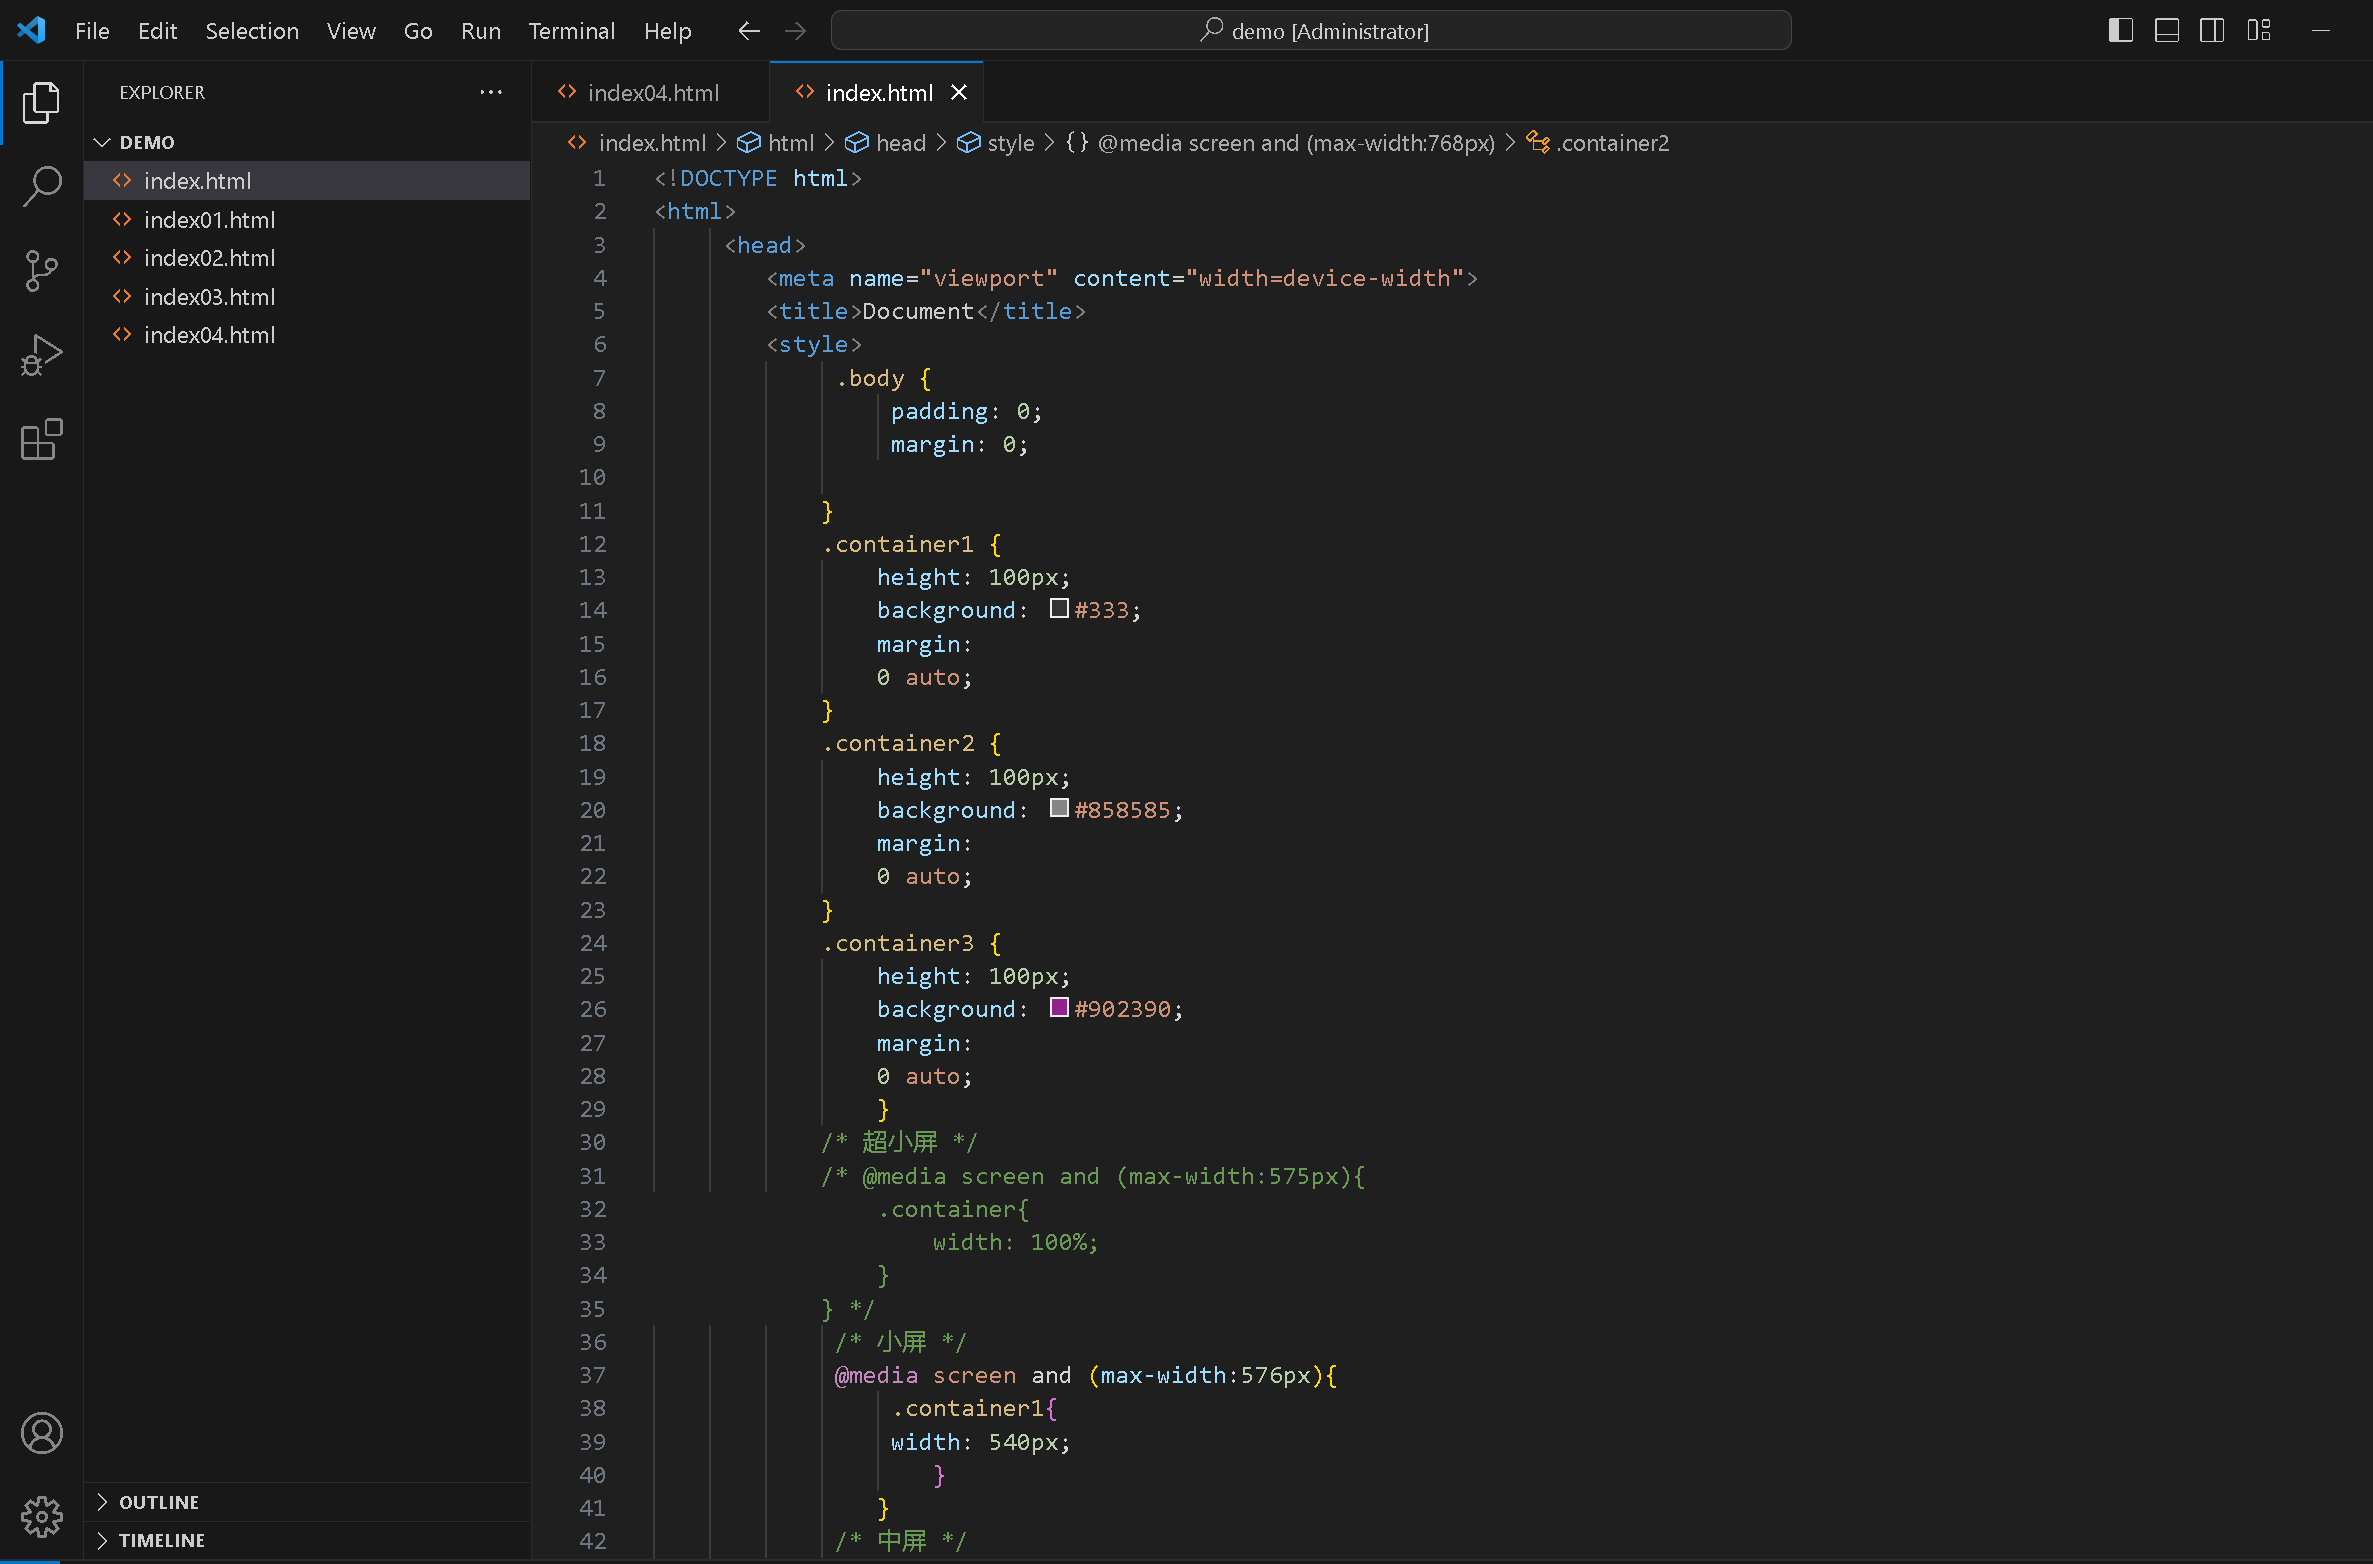 File Edit Selection View Go Run Terminal Help demo [Administrator]
EXPLORER
DEMO
index.html
index01.html
index02.html
index03.html
index04.html
OUTLINE
TIMELINE
index04.html index.html
index.html > html > head > style > {} @media screen and (max-width:768px) > .container2
1 <!DOCTYPE html>
2 <html>
3 <head>
4 <meta name="viewport" content="width=device-width">
5 <title>Document</title>
6 <style>
7 .body {
8 padding: 0;
9 margin: 0;
10
11 }
12 .container1 {
13 height: 100px;
14 background: #333;
15 margin:
16 0 auto;
17 }
18 .container2 {
19 height: 100px;
20 background: #858585;
21 margin:
22 0 auto;
23 }
24 .container3 {
25 height: 100px;
26 background: #902390;
27 margin:
28 0 auto;
29 }
30 /* 超小屏 */
31 /* @media screen and (max-width:575px){
32 .container{
33 width: 100%;
34 }
35 } */
36 /* 小屏 */
37 @media screen and (max-width:576px){
38 .container1{
39 width: 540px;
40 }
41 }
42 /* 中屏 */